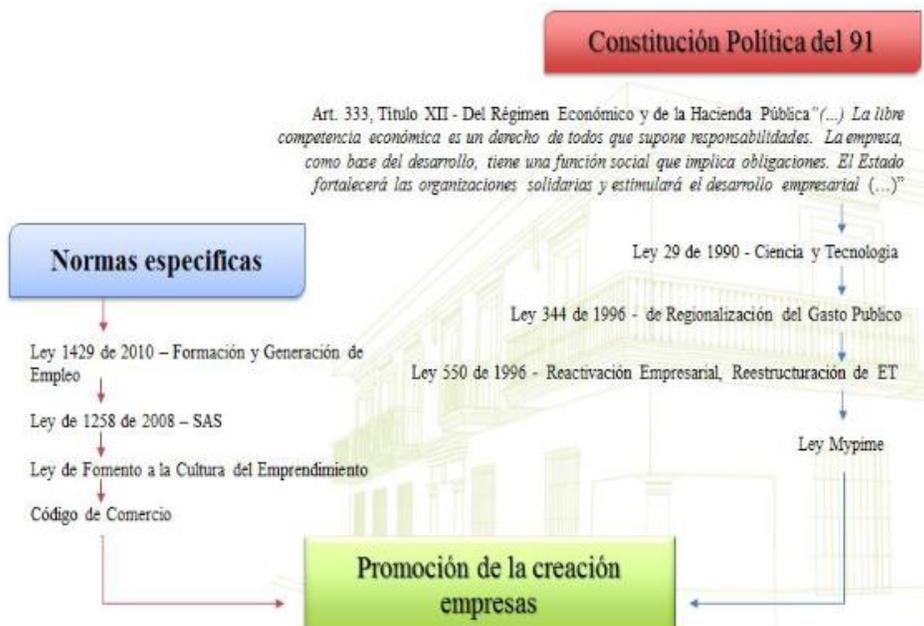 Constitución Política del 91
Art. 333, Titulo XII - Del Régimen Económico y de la Hacienda Pública "(...) La libre
competencia económica es un derecho de todos que supone responsabilidades. La empresa,
como base del desarrollo, tiene una función social que implica obligaciones. El Estado
fortalecerá las organizaciones solidarias y estimulará el desarrollo empresarial (…)"
Ley 29 de 1990 - Ciencia y Tecnología
Ley 344 de 1996 - de Regionalización del Gasto Publico
Ley 550 de 1996 - Reactivación Empresarial, Reestructuración de ET
Ley Mypime
Normas especificas
Ley 1429 de 2010 – Formación y Generación de
Empleo
Ley de 1258 de 2008 – SAS
Ley de Fomento a la Cultura del Emprendimiento
Código de Comercio
Promoción de la creación
empresas